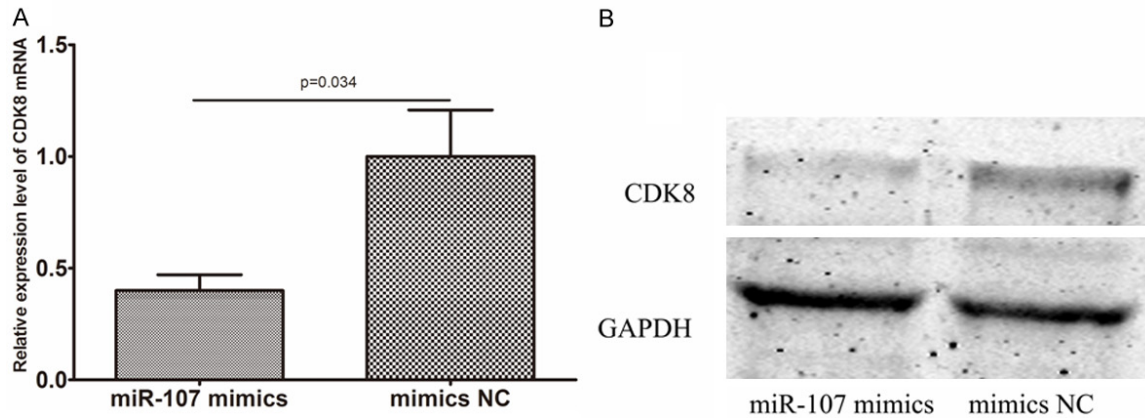 A
Relative expression level of CDK8 mRNA
1.5
1.0
0.5
0.0
p=0.034
miR-107 mimics
mimics NC
B
CDK8
GAPDH
miR-107 mimics
mimics NC